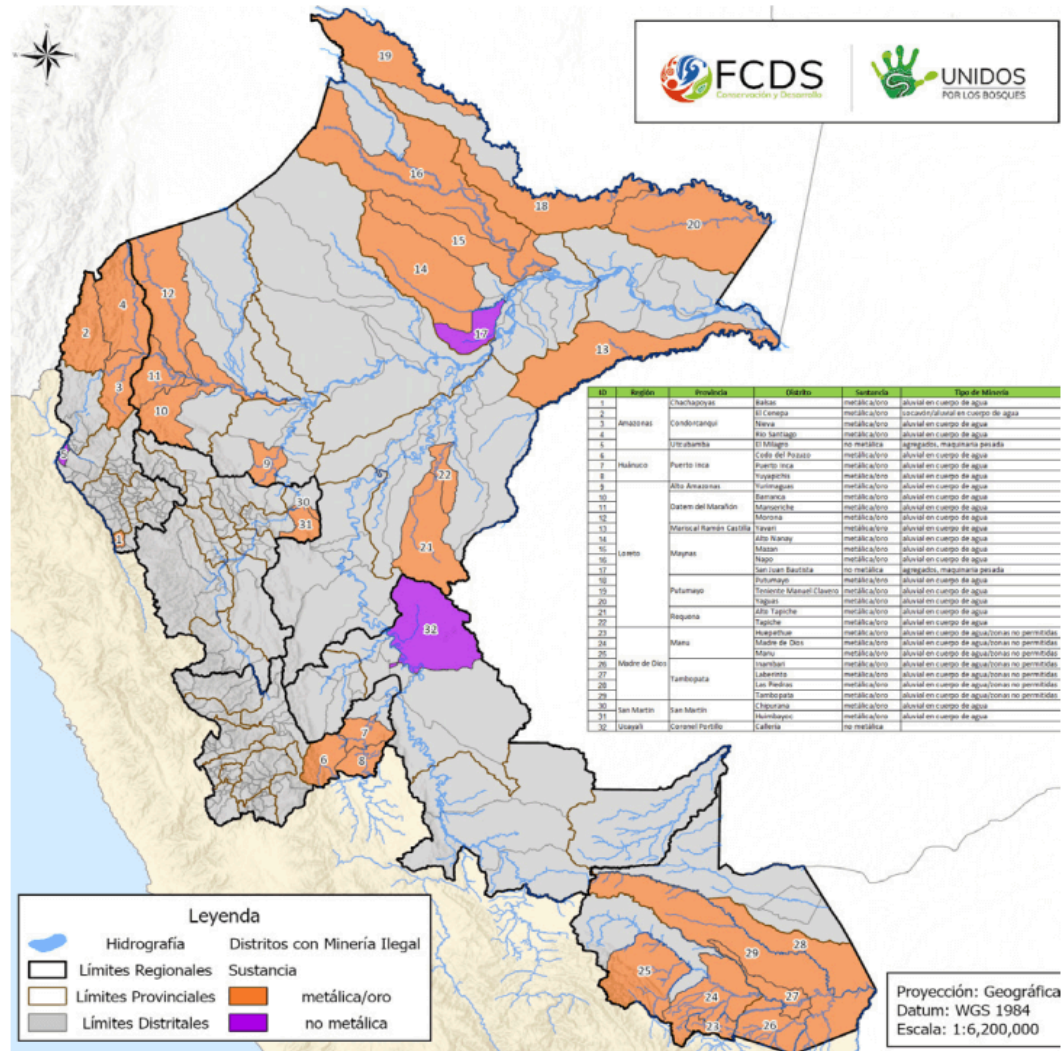 FCDS
Conservación y Desarrollo
UNIDOS
POR LOS BOSQUES
19
16
18
20
15
14
17
13
12
4
2
3
11
10
9
22
5
30
31
21
1
32
7
6
8
28
29
25
24
27
23
26
ID Región Provincia Distrito Sustancia Tipo de Minería
1 Amazonas Chachapoyas Balsas metálica/oro aluvial en cuerpo de agua
2 Condorcanqui El Cenepa metálica/oro socavón/aluvial en cuerpo de agua
3 Nieva metálica/oro aluvial en cuerpo de agua
4 Río Santiago metálica/oro aluvial en cuerpo de agua
5 Utcubamba El Milagro no metálica agregados, maquinaria pesada
6 Huánuco Puerto Inca Codo del Pozuzo metálica/oro aluvial en cuerpo de agua
7 Puerto Inca metálica/oro aluvial en cuerpo de agua
8 Yuyapichis metálica/oro aluvial en cuerpo de agua
9 Loreto Alto Amazonas Yurimaguas metálica/oro aluvial en cuerpo de agua
10 Datem del Marañón Barranca metálica/oro aluvial en cuerpo de agua
11 Manseriche metálica/oro aluvial en cuerpo de agua
12 Morona metálica/oro aluvial en cuerpo de agua
13 Mariscal Ramón Castilla Yavari metálica/oro aluvial en cuerpo de agua
14 Maynas Alto Nanay metálica/oro aluvial en cuerpo de agua
15 Mazan metálica/oro aluvial en cuerpo de agua
16 Napo metálica/oro aluvial en cuerpo de agua
17 San Juan Bautista no metálica agregados, maquinaria pesada
18 Putumayo Putumayo metálica/oro aluvial en cuerpo de agua
19 Teniente Manuel Clavero metálica/oro aluvial en cuerpo de agua
20 Yaguas metálica/oro aluvial en cuerpo de agua
21 Requena Alto Tapiche metálica/oro aluvial en cuerpo de agua
22 Tapiche metálica/oro aluvial en cuerpo de agua
23 Madre de Dios Manu Huepetuhe metálica/oro aluvial en cuerpo de agua/zonas no permitidas
24 Madre de Dios metálica/oro aluvial en cuerpo de agua/zonas no permitidas
25 Manu metálica/oro aluvial en cuerpo de agua/zonas no permitidas
26 Tambopata Inambari metálica/oro aluvial en cuerpo de agua/zonas no permitidas
27 Laberinto metálica/oro aluvial en cuerpo de agua/zonas no permitidas
28 Las Piedras metálica/oro aluvial en cuerpo de agua/zonas no permitidas
29 Tambopata metálica/oro aluvial en cuerpo de agua/zonas no permitidas
30 San Martín San Martín Chipurana metálica/oro aluvial en cuerpo de agua
31 Huimbayoc metálica/oro aluvial en cuerpo de agua
32 Ucayali Coronel Portillo Callería no metálica
Leyenda
Hidrografía Distritos con Minería Ilegal
Límites Regionales Sustancia
Límites Provinciales metálica/oro
Límites Distritales no metálica
Proyección: Geográfica
Datum: WGS 1984
Escala: 1:6,200,000